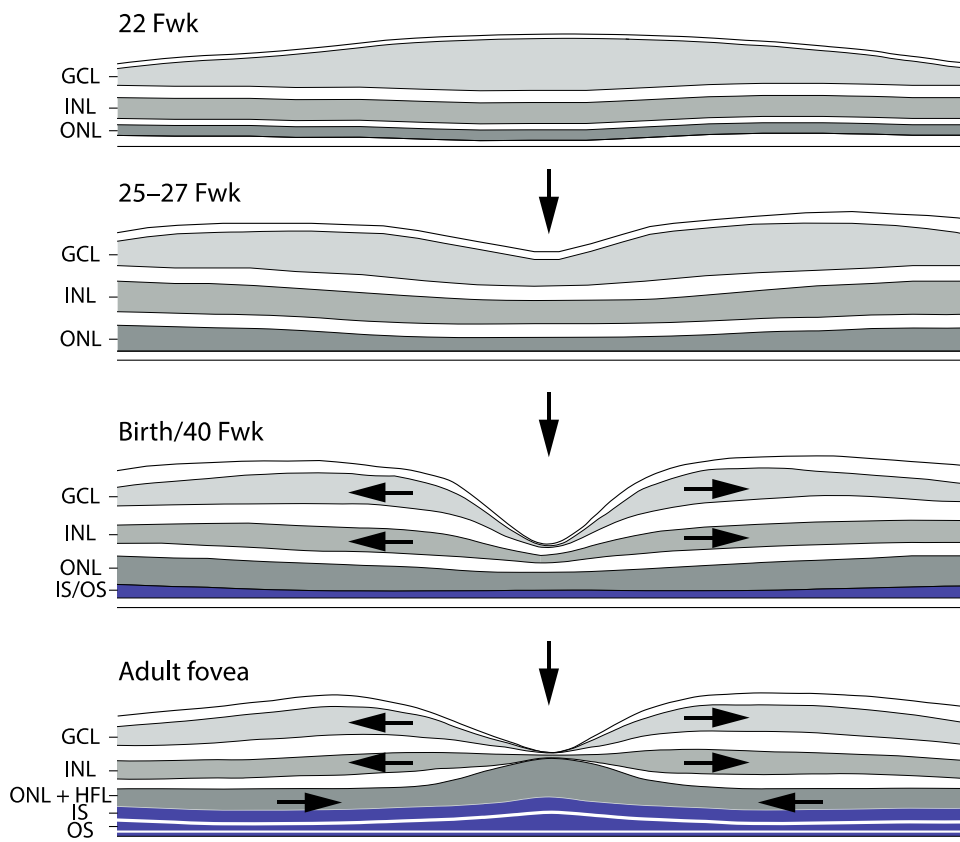 22 Fwk
GCL
INL
ONL
25–27 Fwk
GCL
INL
ONL
Birth/40 Fwk
GCL
INL
ONL
IS/OS
Adult fovea
GCL
INL
ONL + HFL
IS
OS